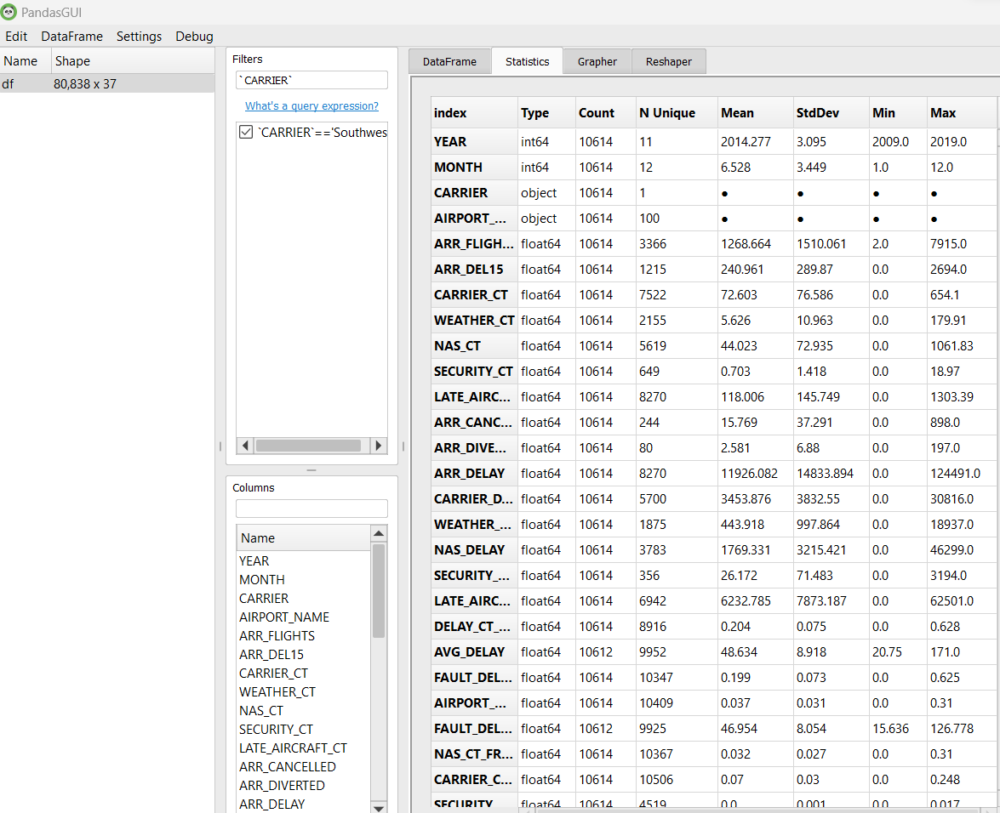 PandasGUI
Edit DataFrame Settings Debug
Name Shape
df 80,838 x 37
Filters
`CARRIER`
What's a query expression?
`CARRIER`=='Southwes
Columns
Name
YEAR
MONTH
CARRIER
AIRPORT_NAME
ARR_FLIGHTS
ARR_DEL15
CARRIER_CT
WEATHER_CT
NAS_CT
SECURITY_CT
LATE_AIRCRAFT_CT
ARR_CANCELLED
ARR_DIVERTED
ARR_DELAY
DataFrame Statistics Grapher Reshaper
index Type Count N Unique Mean StdDev Min Max
YEAR int64 10614 11 2014.277 3.095 2009.0 2019.0
MONTH int64 10614 12 6.528 3.449 1.0 12.0
CARRIER object 10614 1 ● ● ● ●
AIRPORT_... object 10614 100 ● ● ● ●
ARR_FLIGH... float64 10614 3366 1268.664 1510.061 2.0 7915.0
ARR_DEL15 float64 10614 1215 240.961 289.87 0.0 2694.0
CARRIER_CT float64 10614 7522 72.603 76.586 0.0 654.1
WEATHER_CT float64 10614 2155 5.626 10.963 0.0 179.91
NAS_CT float64 10614 5619 44.023 72.935 0.0 1061.83
SECURITY_CT float64 10614 649 0.703 1.418 0.0 18.97
LATE_AIRC... float64 10614 8270 118.006 145.749 0.0 1303.39
ARR_CANC... float64 10614 244 15.769 37.291 0.0 898.0
ARR_DIVE... float64 10614 80 2.581 6.88 0.0 197.0
ARR_DELAY float64 10614 8270 11926.082 14833.894 0.0 124491.0
CARRIER_D... float64 10614 5700 3453.876 3832.55 0.0 30816.0
WEATHER_... float64 10614 1875 443.918 997.864 0.0 18937.0
NAS_DELAY float64 10614 3783 1769.331 3215.421 0.0 46299.0
SECURITY_... float64 10614 356 26.172 71.483 0.0 3194.0
LATE_AIRC... float64 10614 6942 6232.785 7873.187 0.0 62501.0
DELAY_CT_... float64 10614 8916 0.204 0.075 0.0 0.628
AVG_DELAY float64 10612 9952 48.634 8.918 20.75 171.0
FAULT_DEL... float64 10614 10347 0.199 0.073 0.0 0.625
AIRPORT_... float64 10614 10409 0.037 0.031 0.0 0.31
FAULT_DEL... float64 10612 9925 46.954 8.054 15.636 126.778
NAS_CT_FR... float64 10614 10367 0.032 0.027 0.0 0.31
CARRIER_C... float64 10614 10506 0.07 0.03 0.0 0.248
SECURITY float64 10614 4519 0.0 0.001 0.0 0.017